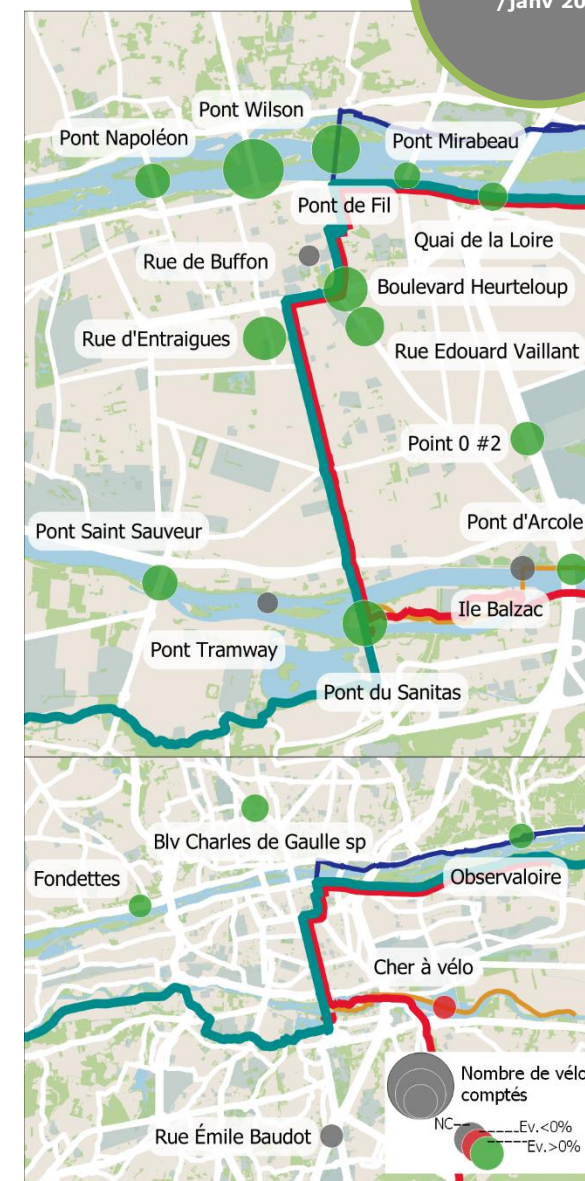 /janv 20
Pont Wilson
Pont Napoléon
Pont Mirabeau
Pont de Fil
Quai de la Loire
Rue de Buffon
Boulevard Heurteloup
Rue d'Entraigues
Rue Edouard Vaillant
Point 0 #2
Pont d'Arcole
Pont Saint Sauveur
Ile Balzac
Pont Tramway
Pont du Sanitas
Blv Charles de Gaulle sp
Fondettes
Observaloire
Cher à vélo
Nombre de vélo
comptés
NC
Ev.<0%
Ev.>0%
Rue Émile Baudot